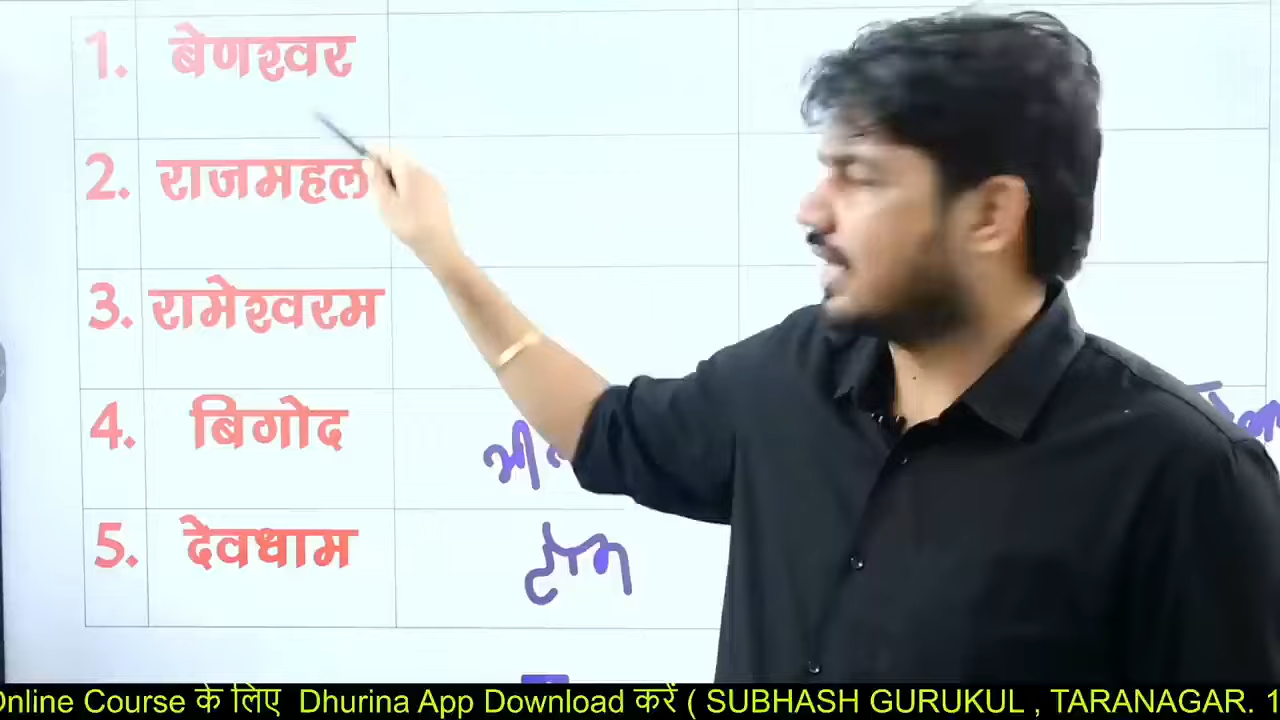 1. बेणश्वर
2. राजमहल
3. रामेश्वरम
4. बिगोद
5. देवधाम
टोंक
Online Course के लिए Dhurina App Download करें ( SUBHASH GURUKUL , TARANAGAR. 1